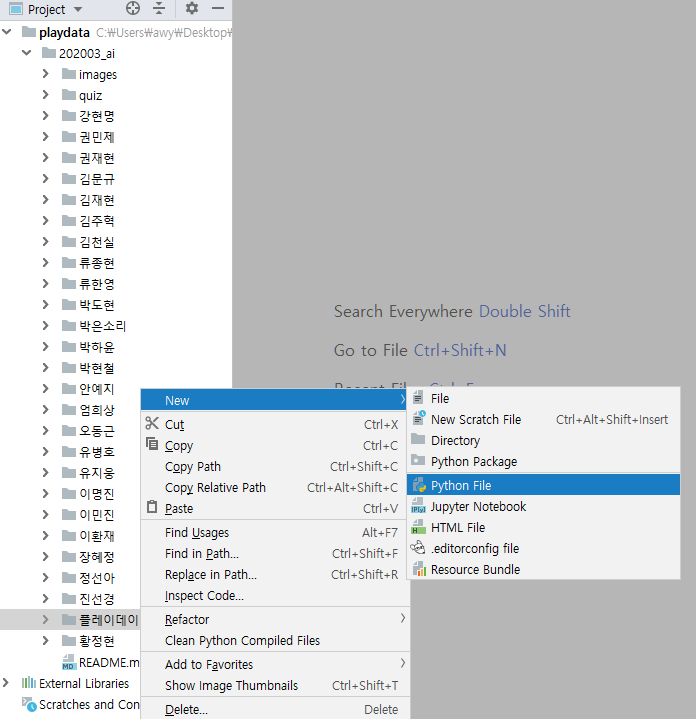 Project
playdata C:₩Users₩awy₩Desktop₩
202003_ai
images
quiz
강현명
권민제
권재현
김문규
김재현
김주혁
김천실
류종현
류한영
박도현
박은소리
박하윤
박현철
안예지
엄희상
오동근
유병호
유지웅
이명진
이민진
이환재
장혜정
정선아
진선경
플레이데이
황정현
README.m
External Libraries
Scratches and Con
Search Everywhere Double Shift
Go to File Ctrl+Shift+N
New
Cut Ctrl+X
Copy Ctrl+C
Copy Path Ctrl+Shift+C
Copy Relative Path Ctrl+Alt+Shift+C
Paste Ctrl+V
Find Usages Alt+F7
Find in Path... Ctrl+Shift+F
Replace in Path... Ctrl+Shift+R
Inspect Code...
Refactor
Clean Python Compiled Files
Add to Favorites
Show Image Thumbnails Ctrl+Shift+T
Delete... Delete
File
New Scratch File Ctrl+Alt+Shift+Insert
Directory
Python Package
Python File
Jupyter Notebook
HTML File
.editorconfig file
Resource Bundle